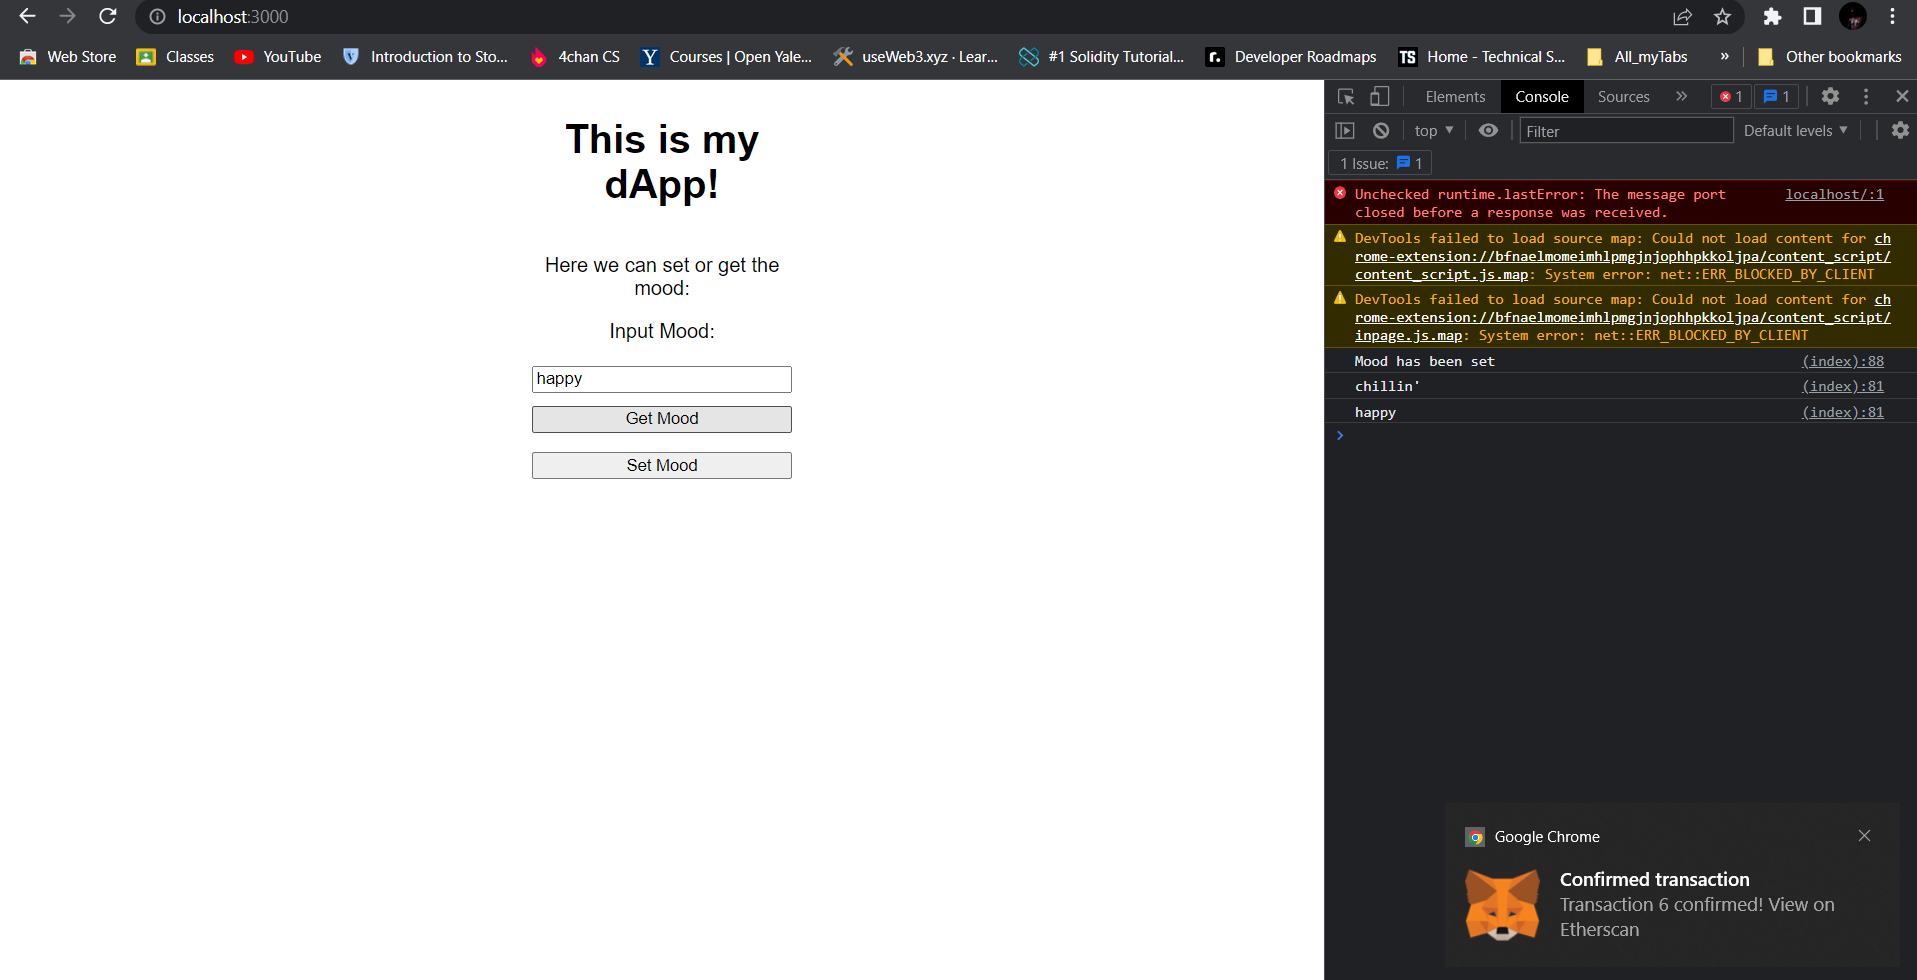 localhost:3000
Web Store
Classes
YouTube
Introduction to Sto...
4chan CS
Y
Courses | Open Yale...
useWeb3.xyz · Lear...
#1 Solidity Tutorial...
r.
Developer Roadmaps
TS
Home - Technical S...
All_myTabs
»
Other bookmarks
This is my
dApp!
Here we can set or get the
mood:
Input Mood:
happy
Get Mood
Set Mood
Elements
Console
Sources
»
1
1
top
Filter
Default levels
1 Issue: 1
Unchecked runtime.lastError: The message port localhost/:1
closed before a response was received.
DevTools failed to load source map: Could not load content for ch
rome-extension://bfnaelmomeimhlpmgjnjophhpkkoljpa/content_script/
content_script.js.map: System error: net::ERR_BLOCKED_BY_CLIENT
DevTools failed to load source map: Could not load content for ch
rome-extension://bfnaelmomeimhlpmgjnjophhpkkoljpa/content_script/
inpage.js.map: System error: net::ERR_BLOCKED_BY_CLIENT
Mood has been set (index):88
chillin' (index):81
happy (index):81
Google Chrome
Confirmed transaction
Transaction 6 confirmed! View on
Etherscan